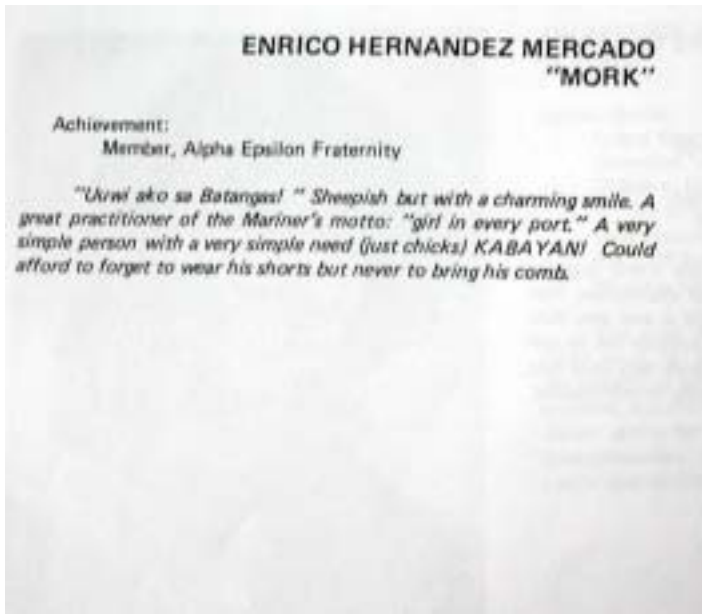 ENRICO HERNANDEZ MERCADO
"MORK"
Achievement:
Member, Alpha Epsilon Fraternity
"Uuwi ako sa Batangas! " Sheepish but with a charming smile. A
great practitioner of the Mariner's motto: "girl in every port." A very
simple person with a very simple need (just chicks) KABAYAN! Could
afford to forget to wear his shorts but never to bring his comb.